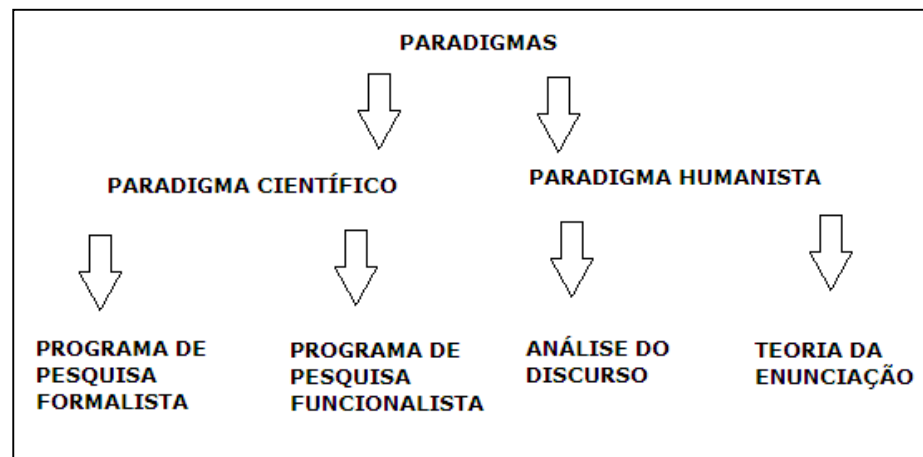 PARADIGMAS
PARADIGMA CIENTÍFICO
PARADIGMA HUMANISTA
PROGRAMA DE
PESQUISA
FORMALISTA
PROGRAMA DE
PESQUISA
FUNCIONALISTA
ANÁLISE DO
DISCURSO
TEORIA DA
ENUNCIAÇÃO